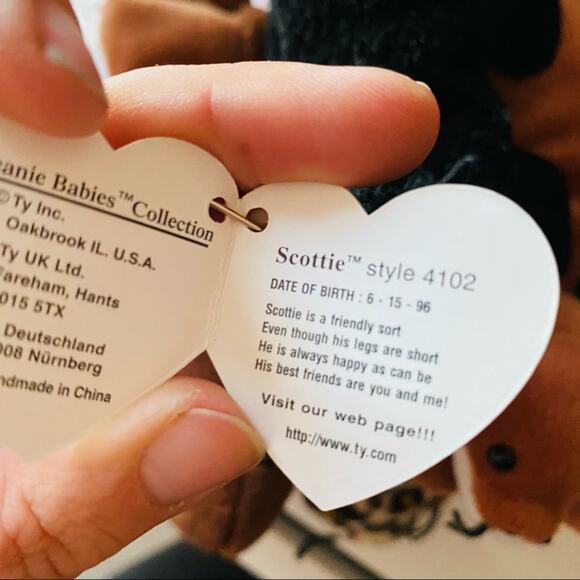 Babies™ Collection
© Ty Inc.
Oakbrook IL. U.S.A.
Ty UK Ltd.
Fareham, Hants
015 5TX
Deutschland
Nürnberg
in China
Scottie™ style 4102
DATE OF BIRTH : 6 - 15 - 96
Scottie is a friendly sort
Even though his legs are short
He is always happy as can be
His best friends are you and me!
Visit our web page!!!
http://www.ty.com